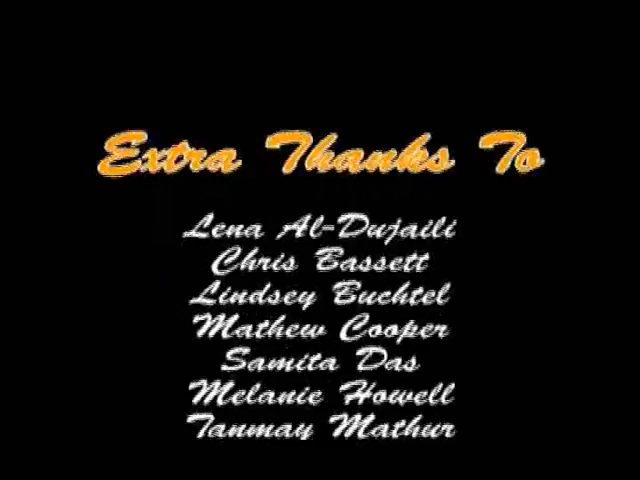 Extra Thanks To
Lena Al-Dujaili
Chris Bassett
Lindsey Buchtel
Mathew Cooper
Samita Das
Melanie Howell
Tanmay Mathur